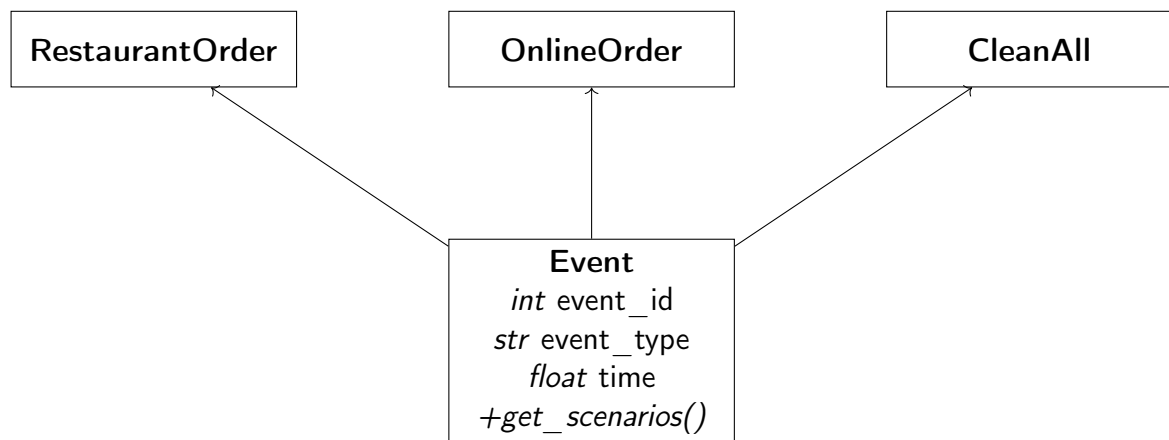 RestaurantOrder
OnlineOrder
CleanAll
Event
int event_id
str event_type
float time
+get_scenarios()